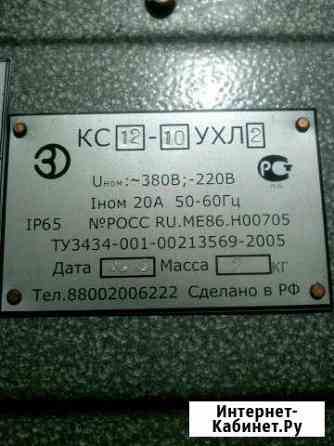 КС 12-10 УХЛ 2
Uном:~380В;-220В
Iном 20А 50-60Гц
IP65 №РОСС RU.МЕ86.Н00705
ТУ3434-001-00213569-2005
Дата Масса кг
Тел.88002006222 Сделано в РФ
Интернет-
Кабинет.Ру